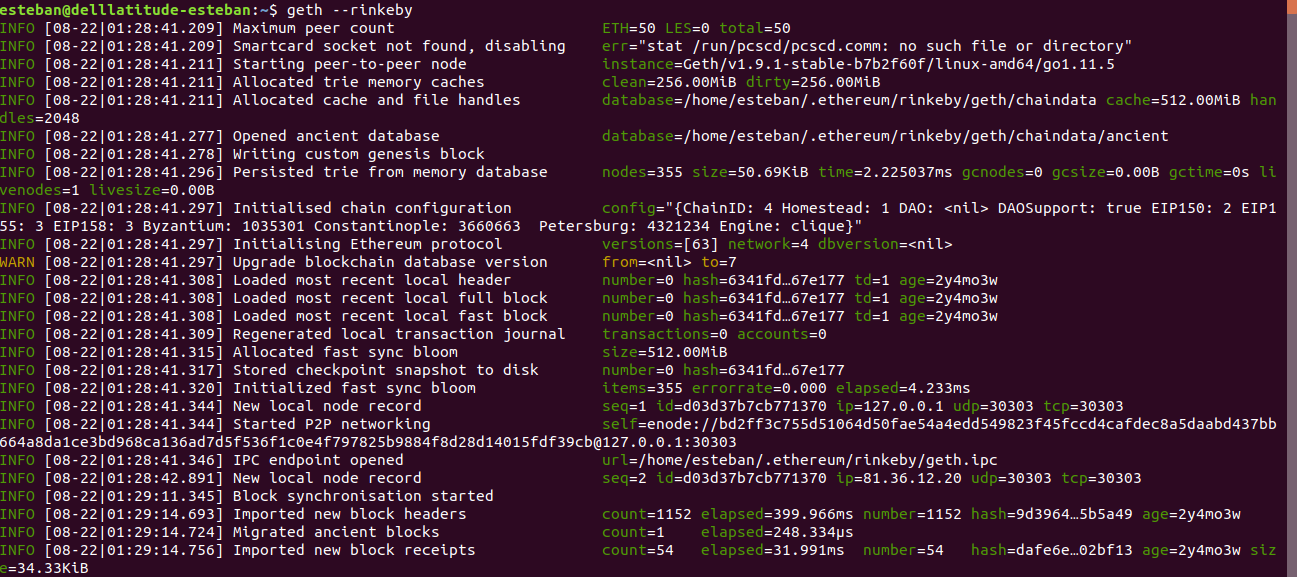 esteban@delllatitude-esteban:~$ geth --rinkeby
INFO [08-22|01:28:41.209] Maximum peer count                       ETH=50 LES=0 total=50
INFO [08-22|01:28:41.209] Smartcard socket not found, disabling    err="stat /run/pcscd/pcscd.comm: no such file or directory"
INFO [08-22|01:28:41.211] Starting peer-to-peer node               instance=Geth/v1.9.1-stable-b7b2f60f/linux-amd64/go1.11.5
INFO [08-22|01:28:41.211] Allocated trie memory caches             clean=256.00MiB dirty=256.00MiB
INFO [08-22|01:28:41.211] Allocated cache and file handles         database=/home/esteban/.ethereum/rinkeby/geth/chaindata cache=512.00MiB han
dles=2048
INFO [08-22|01:28:41.277] Opened ancient database                  database=/home/esteban/.ethereum/rinkeby/geth/chaindata/ancient
INFO [08-22|01:28:41.278] Writing custom genesis block
INFO [08-22|01:28:41.296] Persisted trie from memory database      nodes=355 size=50.69KiB time=2.225037ms gcnodes=0 gcsize=0.00B gctime=0s li
venodes=1 livesize=0.00B
INFO [08-22|01:28:41.297] Initialised chain configuration          config="{ChainID: 4 Homestead: 1 DAO: <nil> DAOSupport: true EIP150: 2 EIP1
55: 3 EIP158: 3 Byzantium: 1035301 Constantinople: 3660663  Petersburg: 4321234 Engine: clique}"
INFO [08-22|01:28:41.297] Initialising Ethereum protocol           versions=[63] network=4 dbversion=<nil>
WARN [08-22|01:28:41.297] Upgrade blockchain database version      from=<nil> to=7
INFO [08-22|01:28:41.308] Loaded most recent local header          number=0 hash=6341fd…67e177 td=1 age=2y4mo3w
INFO [08-22|01:28:41.308] Loaded most recent local full block      number=0 hash=6341fd…67e177 td=1 age=2y4mo3w
INFO [08-22|01:28:41.308] Loaded most recent local fast block      number=0 hash=6341fd…67e177 td=1 age=2y4mo3w
INFO [08-22|01:28:41.309] Regenerated local transaction journal    transactions=0 accounts=0
INFO [08-22|01:28:41.315] Allocated fast sync bloom                size=512.00MiB
INFO [08-22|01:28:41.317] Stored checkpoint snapshot to disk       number=0 hash=6341fd…67e177
INFO [08-22|01:28:41.320] Initialized fast sync bloom              items=355 errorrate=0.000 elapsed=4.233ms
INFO [08-22|01:28:41.344] New local node record                    seq=1 id=d03d37b7cb771370 ip=127.0.0.1 udp=30303 tcp=30303
INFO [08-22|01:28:41.344] Started P2P networking                   self=enode://bd2ff3c755d51064d50fae54a4edd549823f45fccd4cafdec8a5daabd437bb
664a8da1ce3bd968ca136ad7d5f536f1c0e4f797825b9884f8d28d14015fdf39cb@127.0.0.1:30303
INFO [08-22|01:28:41.346] IPC endpoint opened                      url=/home/esteban/.ethereum/rinkeby/geth.ipc
INFO [08-22|01:28:42.891] New local node record                    seq=2 id=d03d37b7cb771370 ip=81.36.12.20 udp=30303 tcp=30303
INFO [08-22|01:29:11.345] Block synchronisation started
INFO [08-22|01:29:14.693] Imported new block headers               count=1152 elapsed=399.966ms number=1152 hash=9d3964…5b5a49 age=2y4mo3w
INFO [08-22|01:29:14.724] Migrated ancient blocks                  count=1    elapsed=248.334µs
INFO [08-22|01:29:14.756] Imported new block receipts              count=54   elapsed=31.991ms  number=54   hash=dafe6e…02bf13 age=2y4mo3w siz
e=34.33KiB